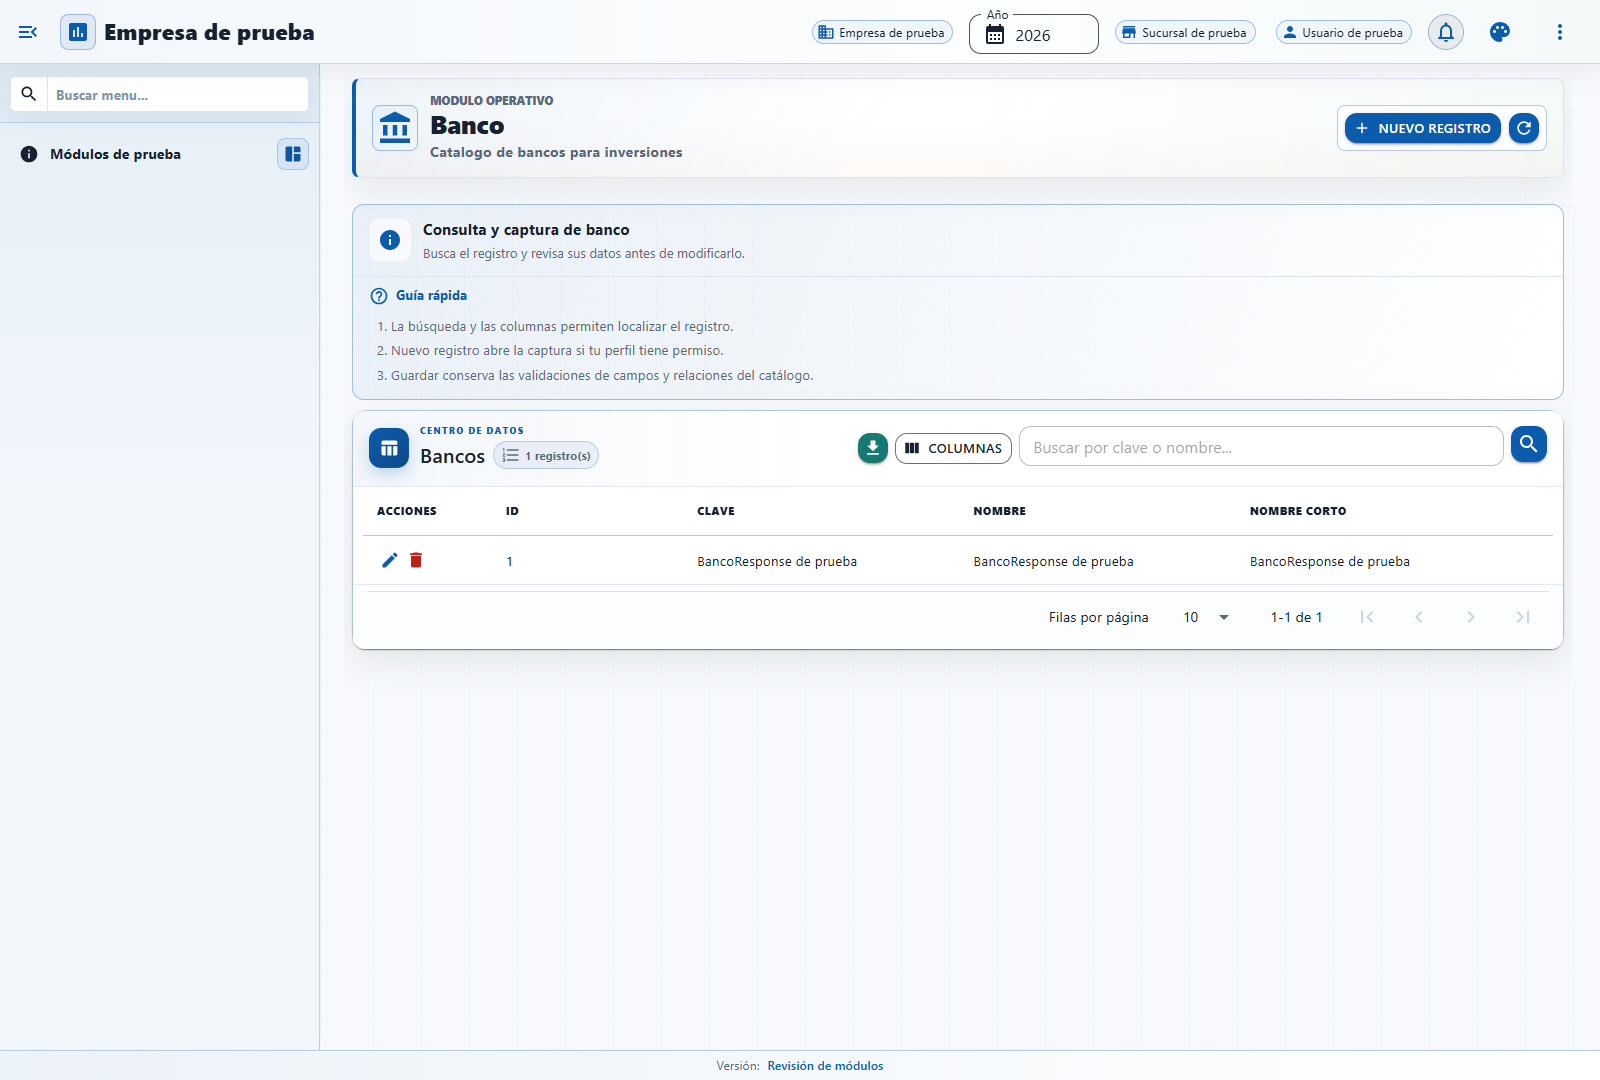 Empresa de prueba
Empresa de prueba
Año
2026
Sucursal de prueba
Usuario de prueba
Buscar menu...
Módulos de prueba
MODULO OPERATIVO
Banco
Catalogo de bancos para inversiones
NUEVO REGISTRO
Consulta y captura de banco
Busca el registro y revisa sus datos antes de modificarlo.
Guía rápida
1. La búsqueda y las columnas permiten localizar el registro.
2. Nuevo registro abre la captura si tu perfil tiene permiso.
3. Guardar conserva las validaciones de campos y relaciones del catálogo.
CENTRO DE DATOS
Bancos
1 registro(s)
COLUMNAS
Buscar por clave o nombre...
ACCIONES ID CLAVE NOMBRE NOMBRE CORTO
1 BancoResponse de prueba BancoResponse de prueba BancoResponse de prueba
Filas por página 10 1-1 de 1
Versión: Revisión de módulos